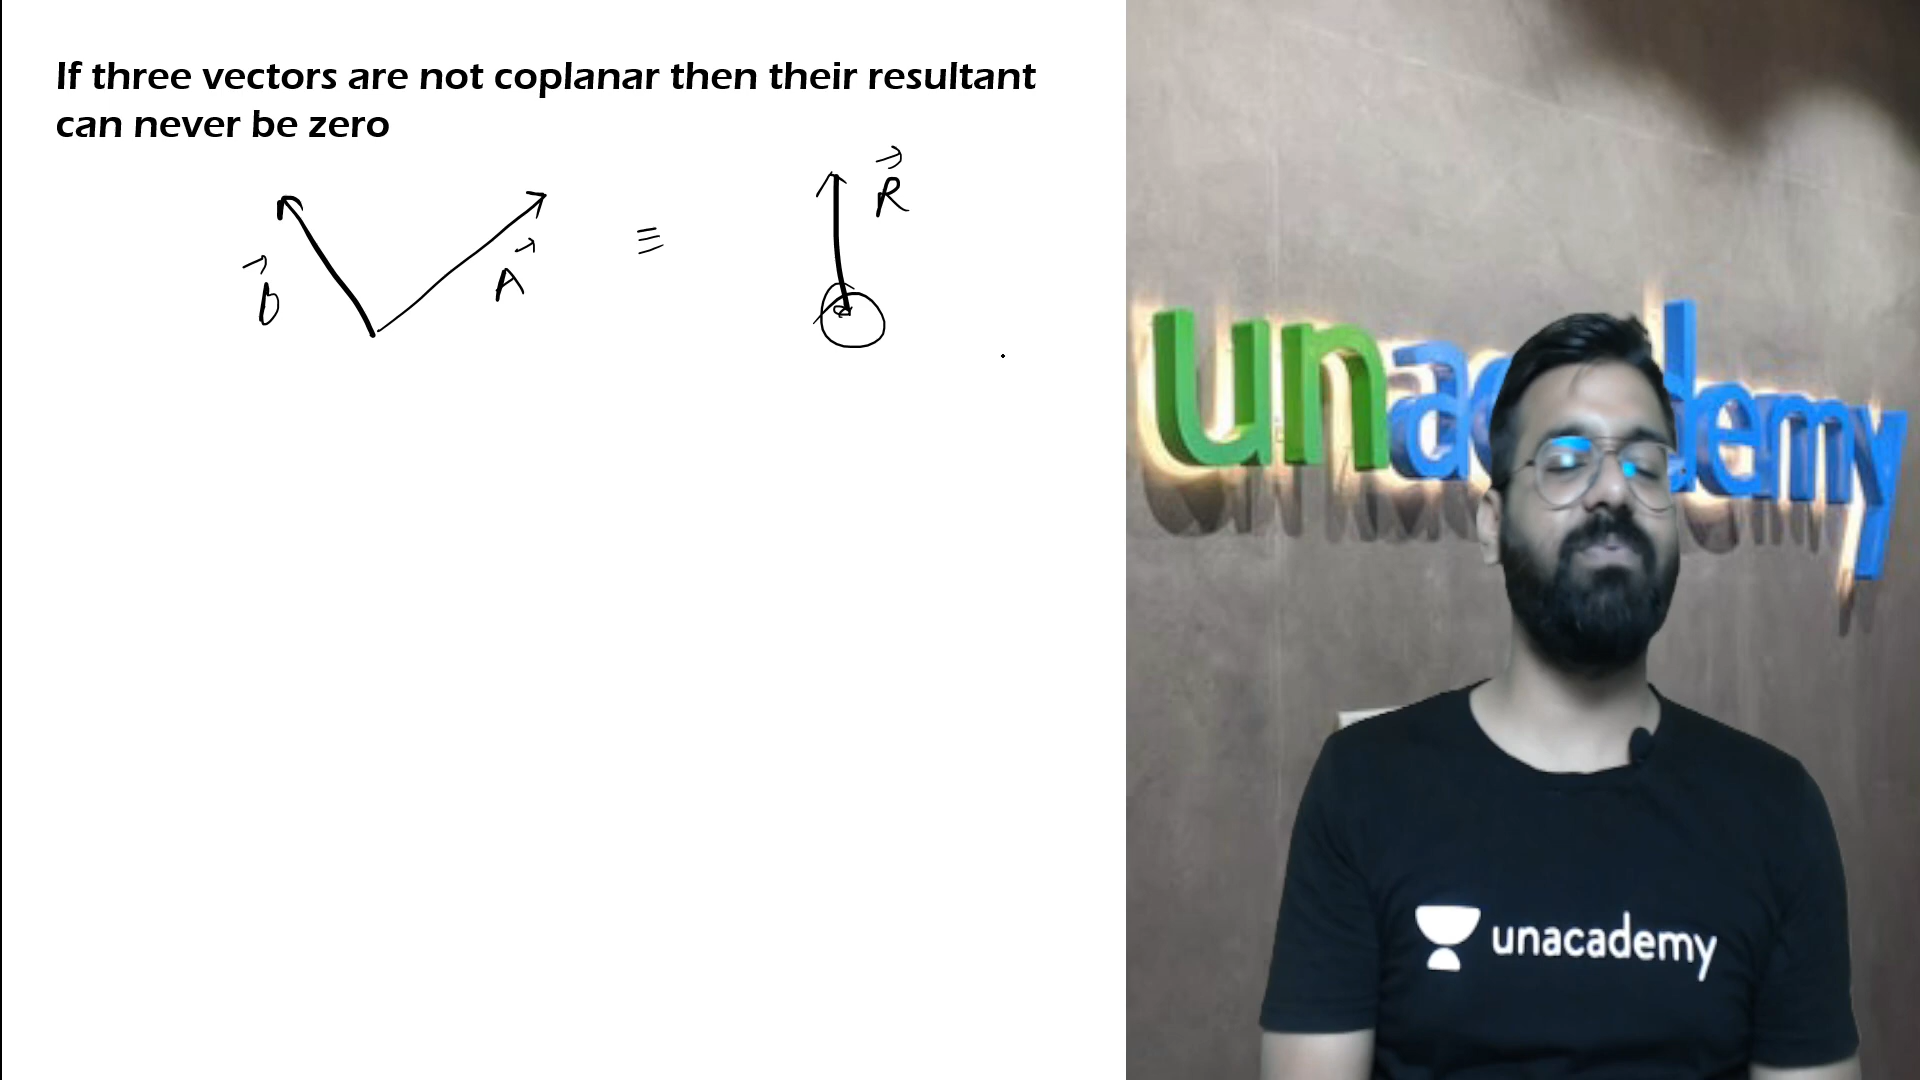 If three vectors are not coplanar then their resultant
can never be zero
R
A
≡
unacademy
unacademy